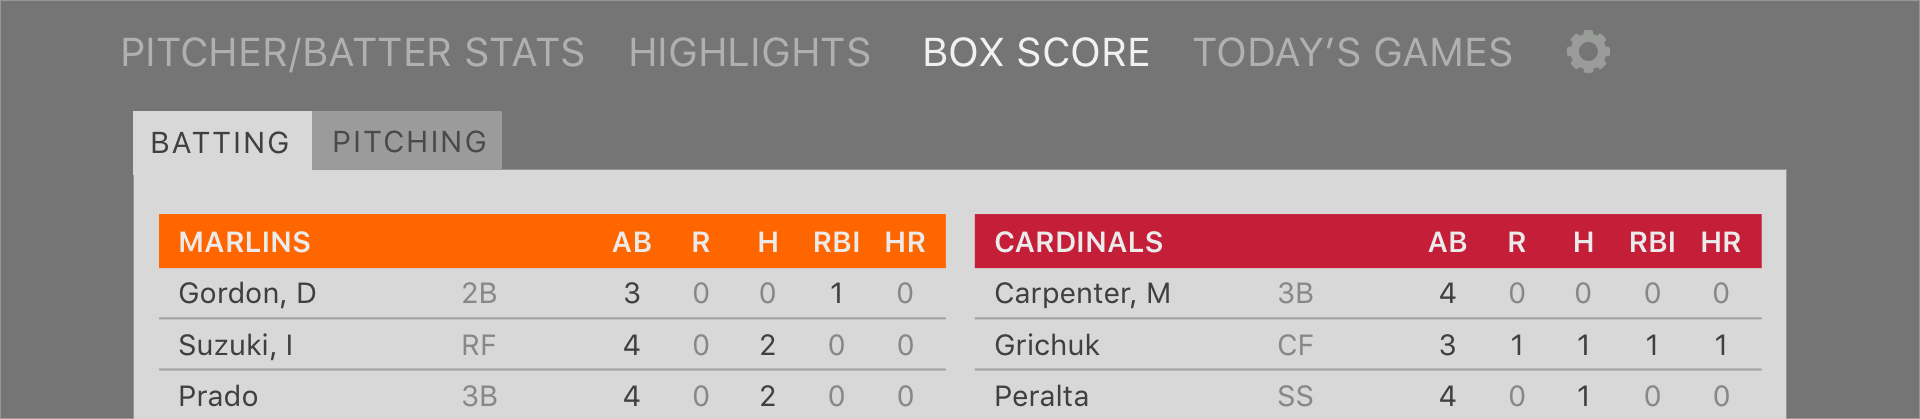 PITCHER/BATTER STATS HIGHLIGHTS BOX SCORE TODAY’S GAMES
BATTING PITCHING
MARLINS AB R H RBI HR
Gordon, D 2B 3 0 0 1 0
Suzuki, I RF 4 0 2 0 0
Prado 3B 4 0 2 0 0
CARDINALS AB R H RBI HR
Carpenter, M 3B 4 0 0 0 0
Grichuk CF 3 1 1 1 1
Peralta SS 4 0 1 0 0